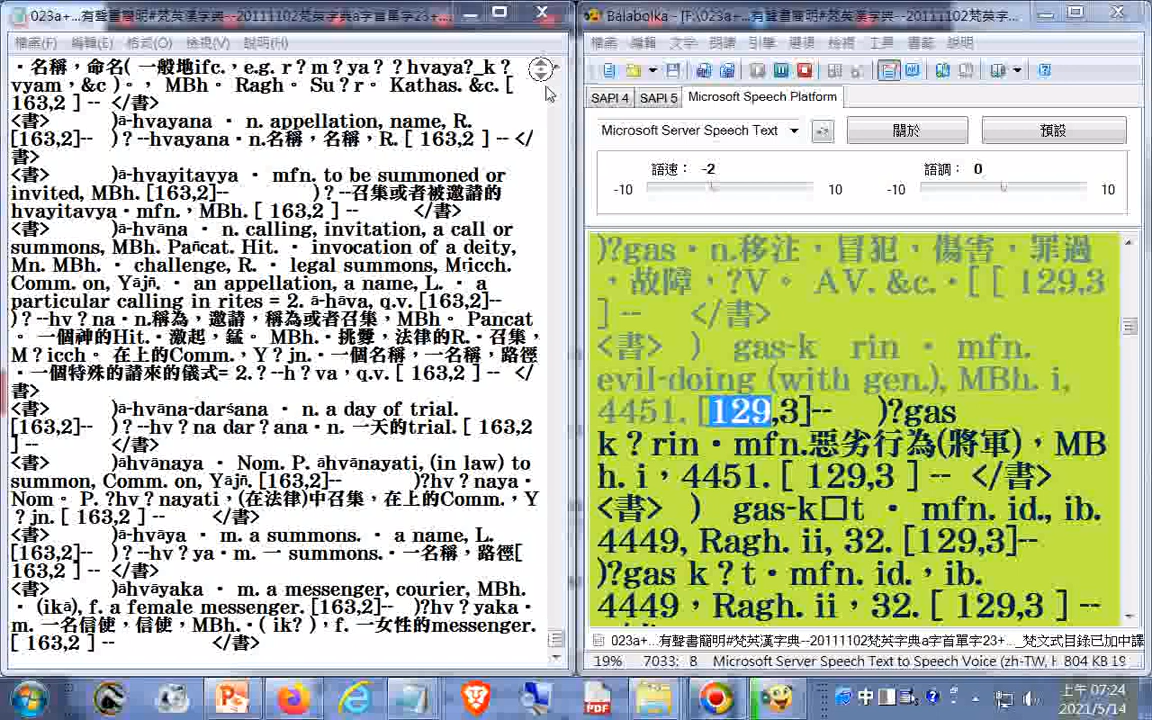 023a+...有聲書簡明#梵英漢字典--20111102梵英字典a字首單字23+...
檔案(F) 編輯(E) 格式(O) 檢視(V) 說明(H)
‧名稱，命名( 一般地ifc.，e.g. r？m？ya？？hvaya?_k？
vyam，&c )。， MBh。 Ragh。 Su？r。 Kathas. &c. [
163,2 ] -- </書>
<書> )ā-hvayana ‧ n. appellation, name, R.
[163,2]-- )？--hvayana‧n.名稱，名稱，R. [ 163,2 ] -- </
書>
<書> )ā-hvayitavya ‧ mfn. to be summoned or
invited, MBh. [163,2]-- )？--召集或者被邀請的
hvayitavya‧mfn.，MBh. [ 163,2 ] -- </書>
<書> )ā-hvāna ‧ n. calling, invitation, a call or
summons, MBh. Pañcat. Hit. ‧ invocation of a deity,
Mn. MBh. ‧ challenge, R. ‧ legal summons, Mṛicch.
Comm. on, Yājñ. ‧ an appellation, a name, L. ‧ a
particular calling in rites = 2. ā-hāva, q.v. [163,2]--
)？--hv？na‧n.稱為，邀請，稱為或者召集，MBh。 Pancat
。 一個神的Hit.‧激起，錳。 MBh.‧挑釁，法律的R.‧召集，
M？icch。 在上的Comm.，Y？jn.‧一個名稱，一名稱，路徑
‧一個特殊的請來的儀式= 2.？--h？va，q.v. [ 163,2 ] -- </
書>
<書> )ā-hvāna-darśana ‧ n. a day of trial.
[163,2]-- )？--hv？na dar？ana‧n. 一天的trial. [ 163,2
] -- </書>
<書> )āhvānaya ‧ Nom. P. āhvānayati, (in law) to
summon, Comm. on, Yājñ. [163,2]-- )?hv？naya‧
Nom。 P. ?hv？nayati，(在法律)中召集，在上的Comm.，Y
？jn. [ 163,2 ] -- </書>
<書> )ā-hvāya ‧ m. a summons. ‧ a name, L.
[163,2]-- )？--hv？ya‧m. 一 summons.‧一名稱，路徑[
163,2 ] -- </書>
<書> )āhvāyaka ‧ m. a messenger, courier, MBh.
‧ (ikā), f. a female messenger. [163,2]-- )?hv？yaka‧
m. 一名信使，信使，MBh.‧( ik？)，f. 一女性的messenger.
[ 163,2 ] -- </書>
Balabolka - [F:\023a+...有聲書簡明#梵英漢字典--20111102梵英字...
檔案 編輯 文字 朗讀 引擎 選項 檢視 工具 書籤 說明
SAPI 4 SAPI 5 Microsoft Speech Platform
Microsoft Server Speech Text 關於 預設
語速： -2 語調： 0
-10 10 -10 10
)?gas‧n.移注，冒犯，傷害，罪過
‧故障，?V。 AV. &c.‧[ [ 129,3
] -- </書>
<書> ) gas-k rin ‧ mfn.
evil-doing (with gen.), MBh. i,
4451. [129,3]-- )?gas
k？rin‧mfn.惡劣行為(將軍)，MB
h. i，4451. [ 129,3 ] -- </書>
<書> ) gas-k□t ‧ mfn. id., ib.
4449, Ragh. ii, 32. [129,3]--
)?gas k？t‧mfn. id.，ib.
4449，Ragh. ii，32. [ 129,3 ] --
023a+...有聲書簡明#梵英漢字典--20111102梵英字典a字首單字23+..._梵文式目錄已加中譯
19% 7033: 8 Microsoft Server Speech Text to Speech Voice (zh-TW, H 804 KB 19
中
上午 07:24
2021/5/14